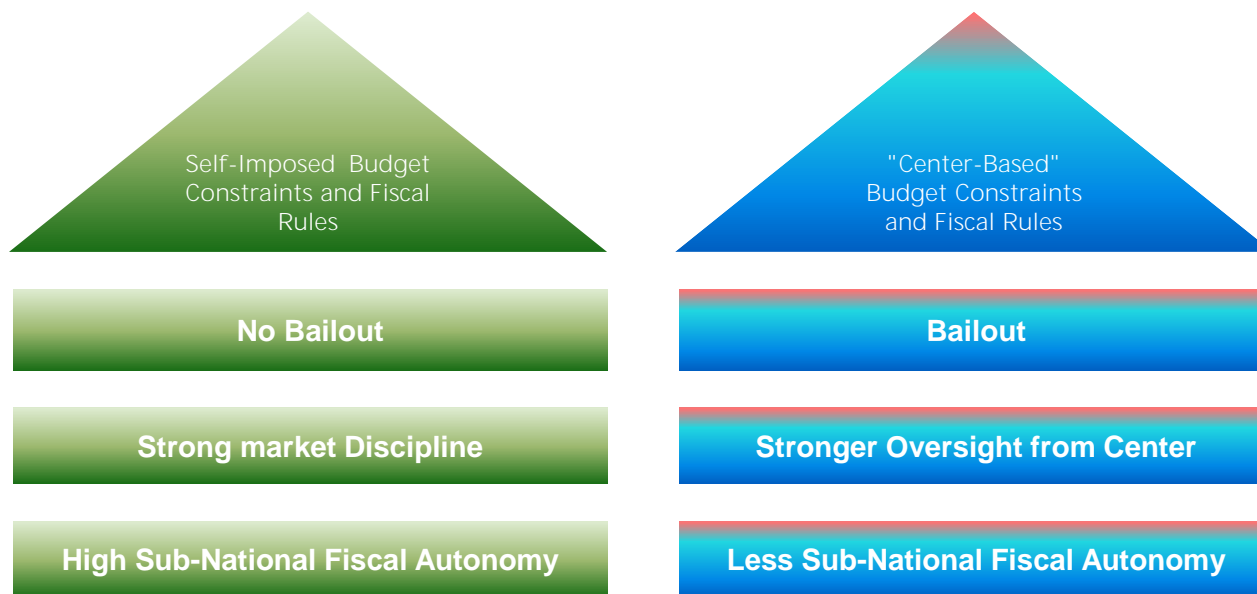 Self-Imposed Budget
Constraints and Fiscal
Rules
No Bailout
Strong market Discipline
High Sub-National Fiscal Autonomy
"Center-Based"
Budget Constraints
and Fiscal Rules
Bailout
Stronger Oversight from Center
Less Sub-National Fiscal Autonomy